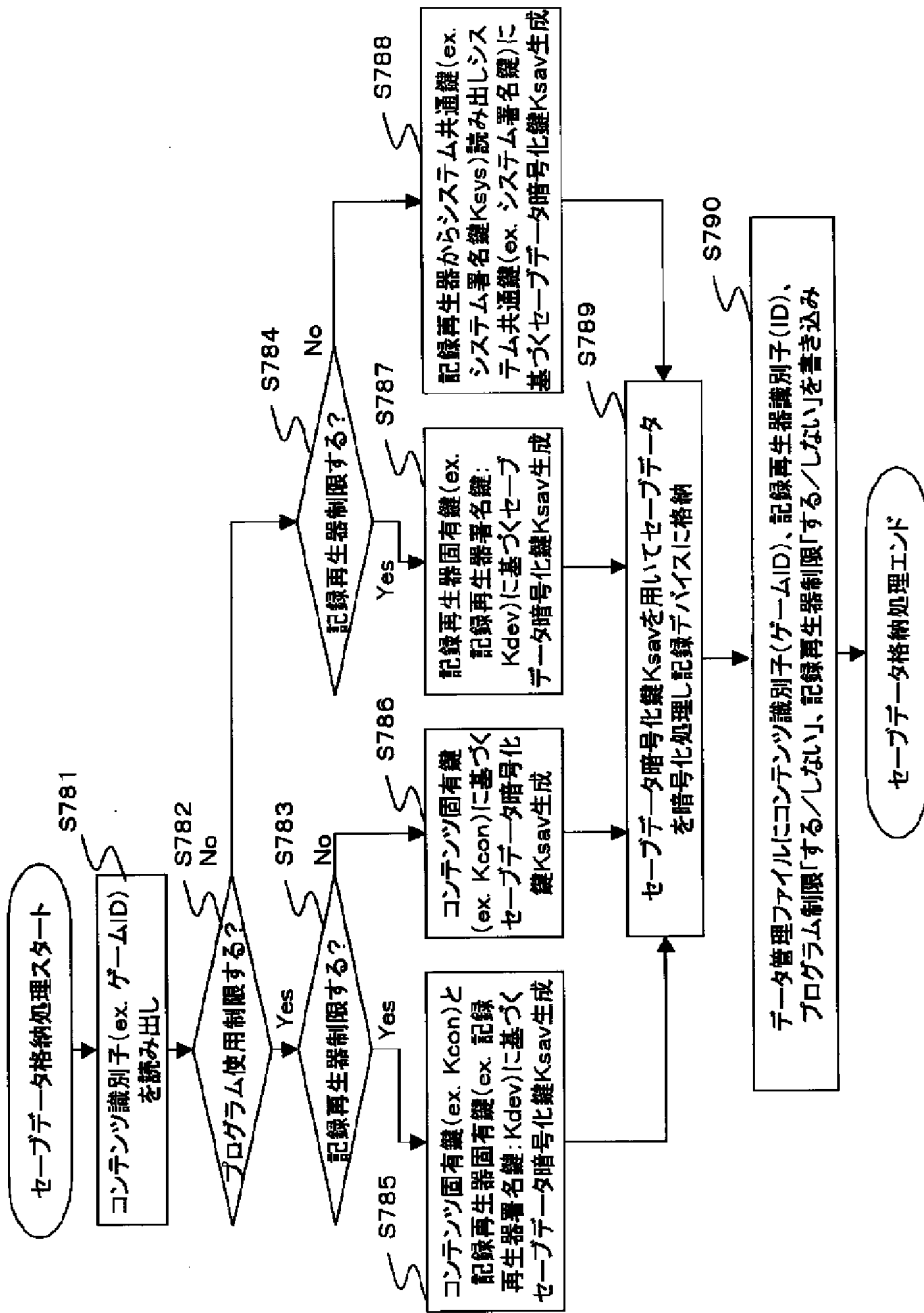 セーブデータ格納処理スタート
S781
コンテンツ識別子(ex. ゲームID)
を読み出し
S782
プログラム使用制限する?
No
Yes
S783
記録再生器制限する?
No
Yes
S784
記録再生器制限する?
No
Yes
S785
コンテンツ固有鍵(ex. Kcon)と
記録再生器固有鍵(ex. 記録
再生器署名鍵:Kdev)に基づく
セーブデータ暗号化鍵Ksav生成
S786
コンテンツ固有鍵
(ex. Kcon)に基づく
セーブデータ暗号化
鍵Ksav生成
S787
記録再生器固有鍵(ex.
記録再生器署名鍵:
Kdev)に基づくセーブ
データ暗号化鍵Ksav生成
S788
記録再生器からシステム共通鍵(ex.
システム署名鍵Ksys)読み出しシス
テム共通鍵(ex. システム署名鍵)に
基づくセーブデータ暗号化鍵Ksav生成
S789
セーブデータ暗号化鍵Ksavを用いてセーブデータ
を暗号化処理し記録デバイスに格納
S790
データ管理ファイルにコンテンツ識別子(ゲームID)、記録再生器識別子(ID)、
プログラム制限「する/しない」、記録再生器制限「する/しない」を書き込み
セーブデータ格納処理エンド